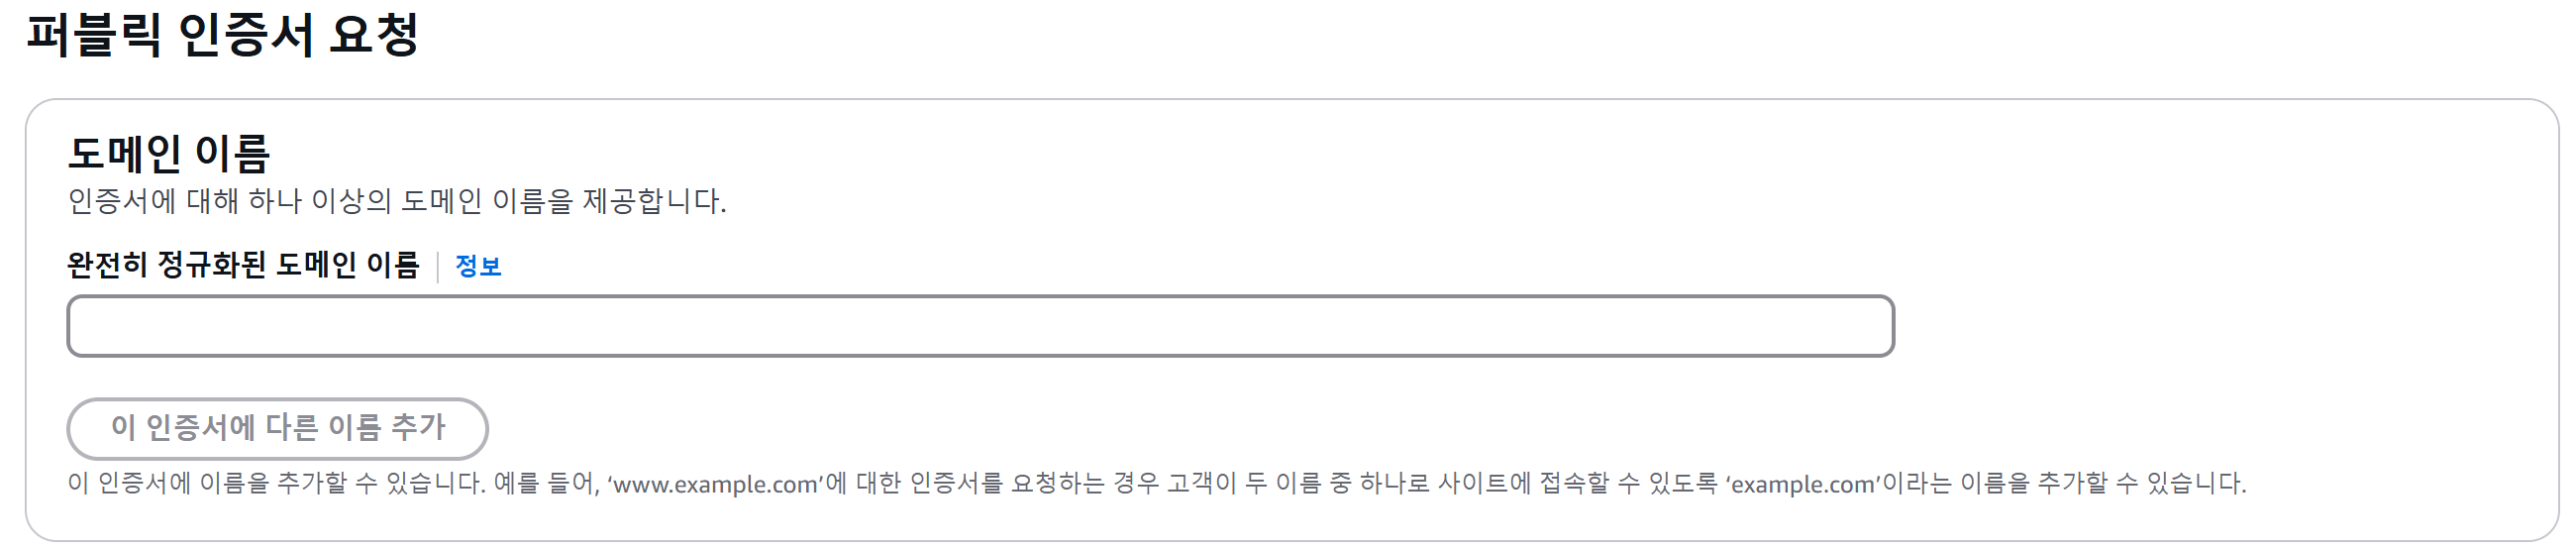 퍼블릭 인증서 요청
도메인 이름
인증서에 대해 하나 이상의 도메인 이름을 제공합니다.
완전히 정규화된 도메인 이름 | 정보
이 인증서에 다른 이름 추가
이 인증서에 이름을 추가할 수 있습니다. 예를 들어, ‘www.example.com’에 대한 인증서를 요청하는 경우 고객이 두 이름 중 하나로 사이트에 접속할 수 있도록 ‘example.com’이라는 이름을 추가할 수 있습니다.